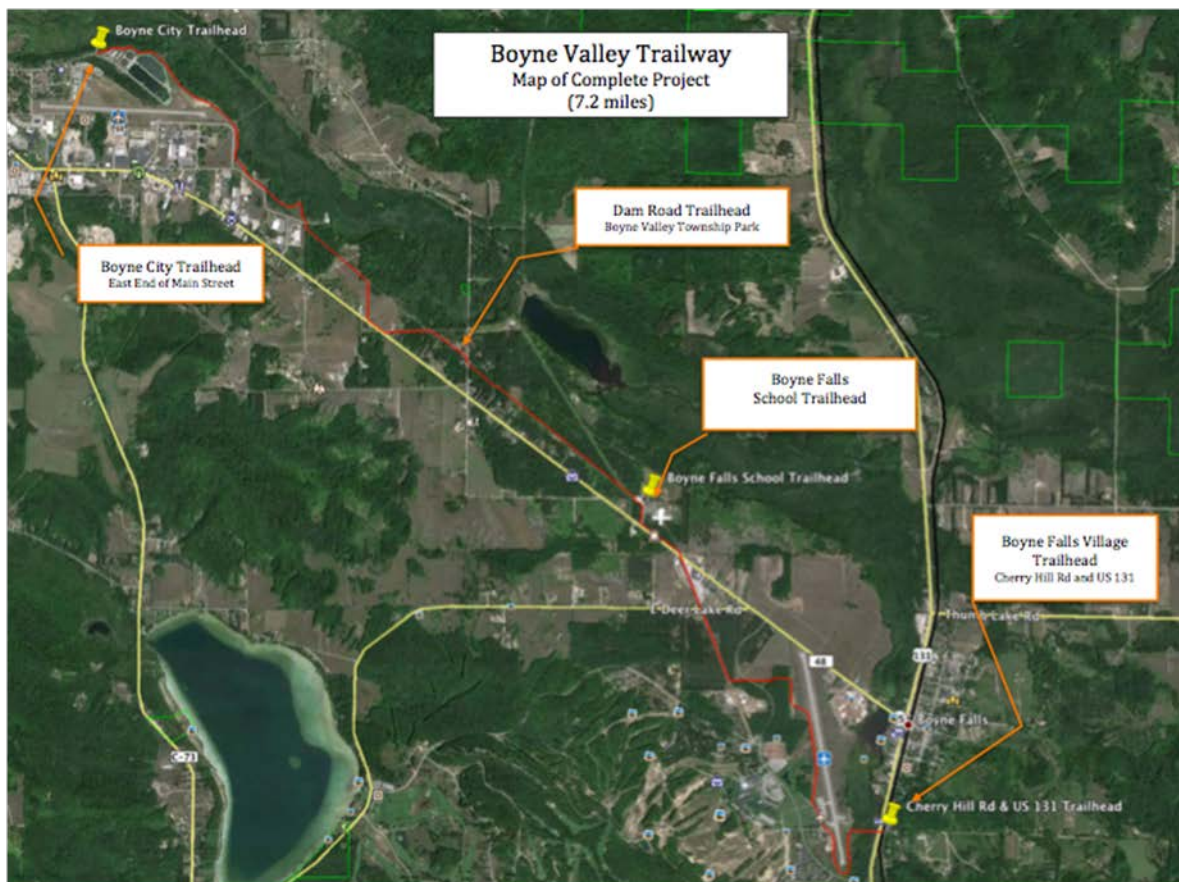 Boyne City Trailhead
Boyne Valley Trailway
Map of Complete Project
(7.2 miles)
Dam Road Trailhead
Boyne Valley Township Park
Boyne City Trailhead
East End of Main Street
Boyne Falls
School Trailhead
Boyne Falls School Trailhead
Boyne Falls Village
Trailhead
Cherry Hill Rd and US 131
E Deer Lake Rd
Thumb Lake Rd
131
48
Boyne Falls
C-73
Cherry Hill Rd & US 131 Trailhead